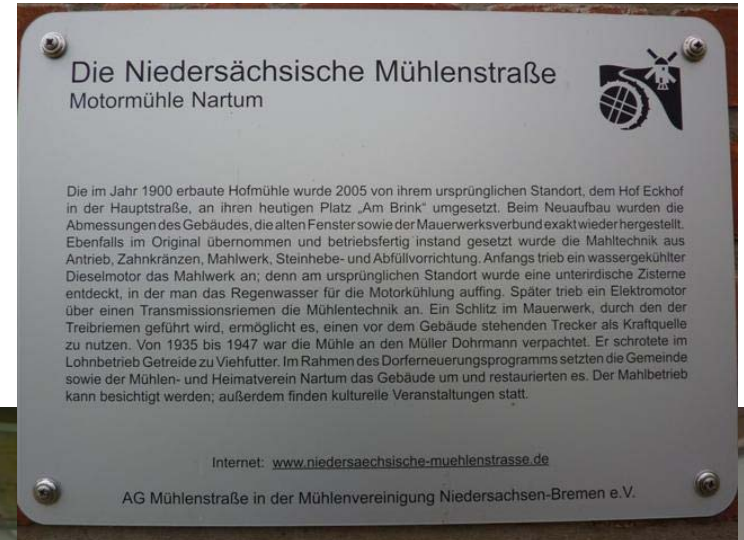 Die Niedersächsische Mühlenstraße
Motormühle Nartum
Die im Jahr 1900 erbaute Hofmühle wurde 2005 von ihrem ursprünglichen Standort, dem Hof Eckhof
in der Hauptstraße, an ihren heutigen Platz „Am Brink" umgesetzt. Beim Neuaufbau wurden die
Abmessungen des Gebäudes, die alten Fenster sowie der Mauerwerksverbund exakt wieder hergestellt.
Ebenfalls im Original übernommen und betriebsfertig instand gesetzt wurde die Mahltechnik aus
Antrieb, Zahnkränzen, Mahlwerk, Steinhebe- und Abfüllvorrichtung. Anfangs trieb ein wassergekühlter
Dieselmotor das Mahlwerk an; denn am ursprünglichen Standort wurde eine unterirdische Zisterne
entdeckt, in der man das Regenwasser für die Motorkühlung auffing. Später trieb ein Elektromotor
über einen Transmissionsriemen die Mühlentechnik an. Ein Schlitz im Mauerwerk, durch den der
Treibriemen geführt wird, ermöglicht es, einen vor dem Gebäude stehenden Trecker als Kraftquelle
zu nutzen. Von 1935 bis 1947 war die Mühle an den Müller Dohrmann verpachtet. Er schrotete im
Lohnbetrieb Getreide zu Viehfutter. Im Rahmen des Dorferneuerungsprogramms setzten die Gemeinde
sowie der Mühlen- und Heimatverein Nartum das Gebäude um und restaurierten es. Der Mahlbetrieb
kann besichtigt werden; außerdem finden kulturelle Veranstaltungen statt.
Internet: www.niedersaechsische-muehlenstrasse.de
AG Mühlenstraße in der Mühlenvereinigung Niedersachsen-Bremen e.V.